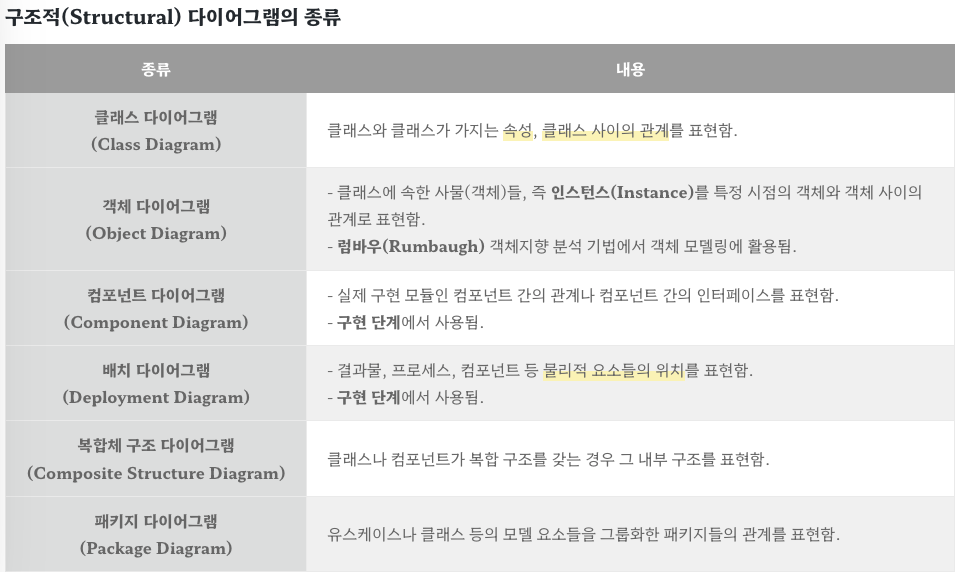 구조적(Structural) 다이어그램의 종류
종류
내용
클래스 다이어그램
(Class Diagram)
클래스와 클래스가 가지는 속성, 클래스 사이의 관계를 표현함.
객체 다이어그램
(Object Diagram)
- 클래스에 속한 사물(객체)들, 즉 인스턴스(Instance)를 특정 시점의 객체와 객체 사이의
관계로 표현함.
- 럼바우(Rumbaugh) 객체지향 분석 기법에서 객체 모델링에 활용됨.
컴포넌트 다이어그램
(Component Diagram)
- 실제 구현 모듈인 컴포넌트 간의 관계나 컴포넌트 간의 인터페이스를 표현함.
- 구현 단계에서 사용됨.
배치 다이어그램
(Deployment Diagram)
- 결과물, 프로세스, 컴포넌트 등 물리적 요소들의 위치를 표현함.
- 구현 단계에서 사용됨.
복합체 구조 다이어그램
(Composite Structure Diagram)
클래스나 컴포넌트가 복합 구조를 갖는 경우 그 내부 구조를 표현함.
패키지 다이어그램
(Package Diagram)
유스케이스나 클래스 등의 모델 요소들을 그룹화한 패키지들의 관계를 표현함.